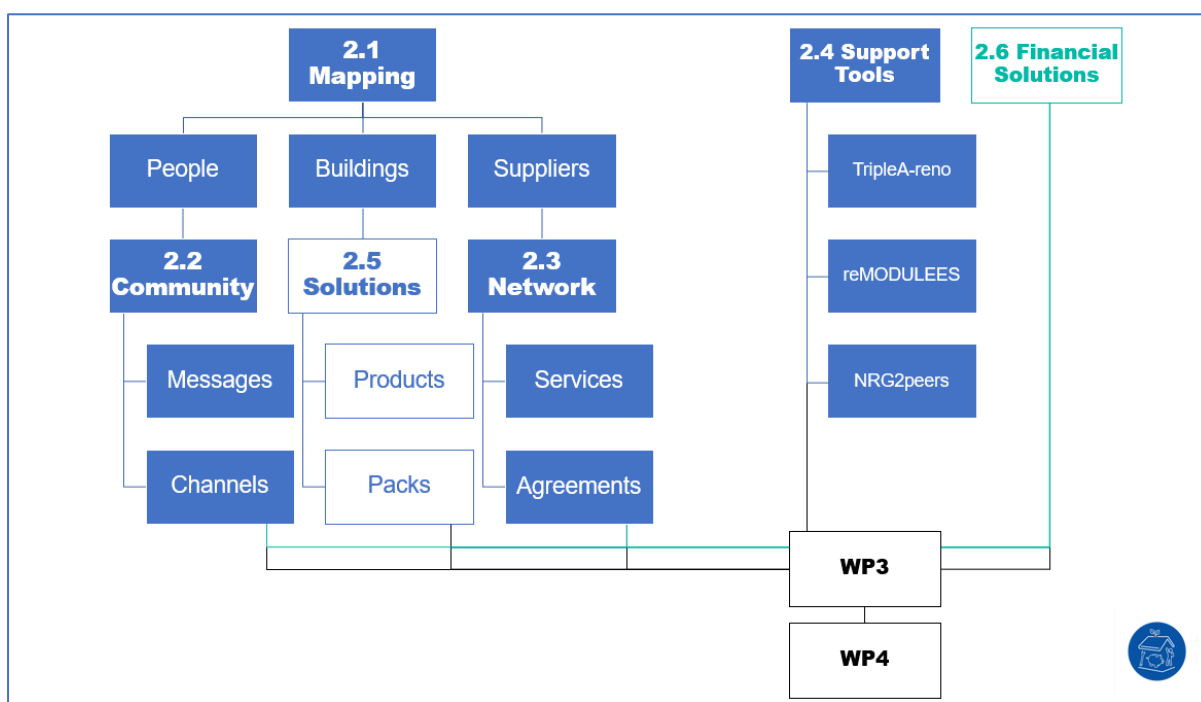 2.1
Mapping
2.4 Support
Tools
2.6 Financial
Solutions
People
Buildings
Suppliers
TripleA-reno
2.2
Community
2.5
Solutions
2.3
Network
reMODULEES
Messages
Products
Services
NRG2peers
Channels
Packs
Agreements
WP3
WP4